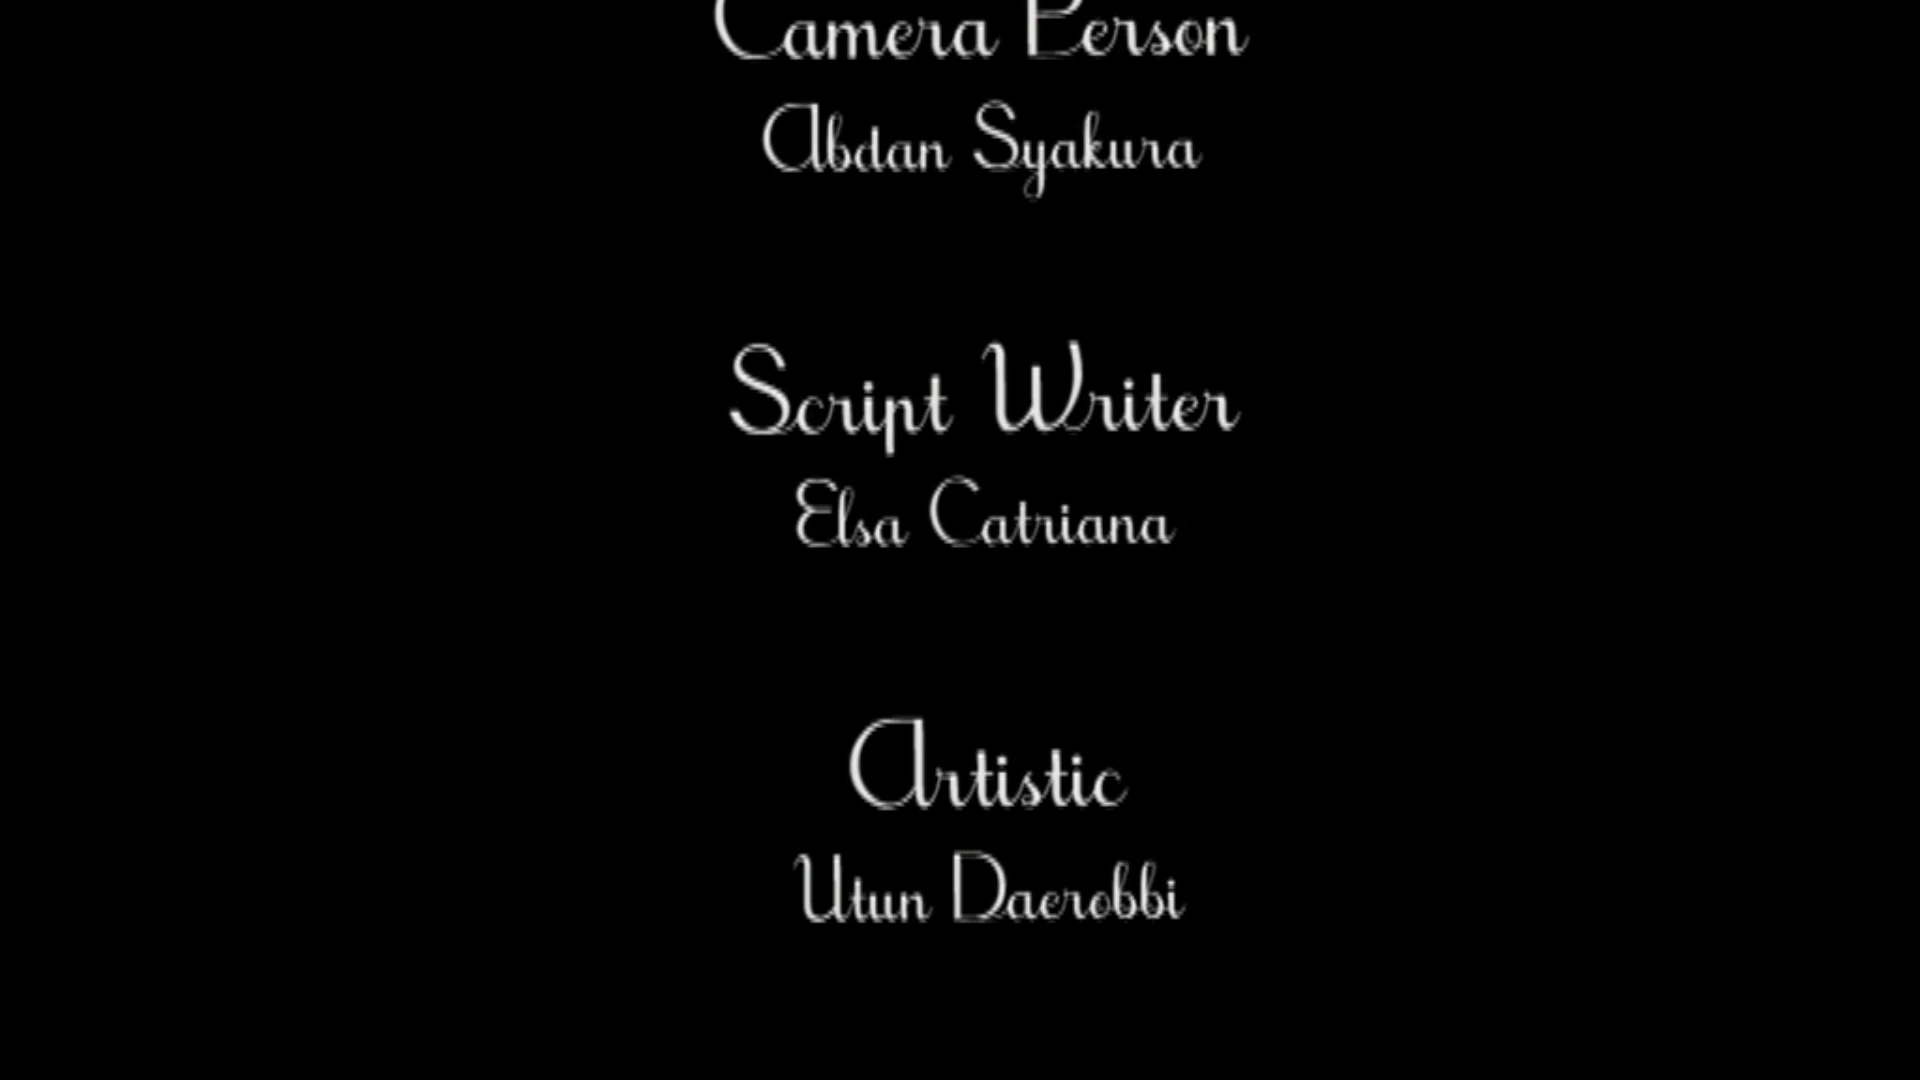 Camera Person
Abdan Syakura
Script Writer
Elsa Catriana
Artistic
Utun Daerobbi